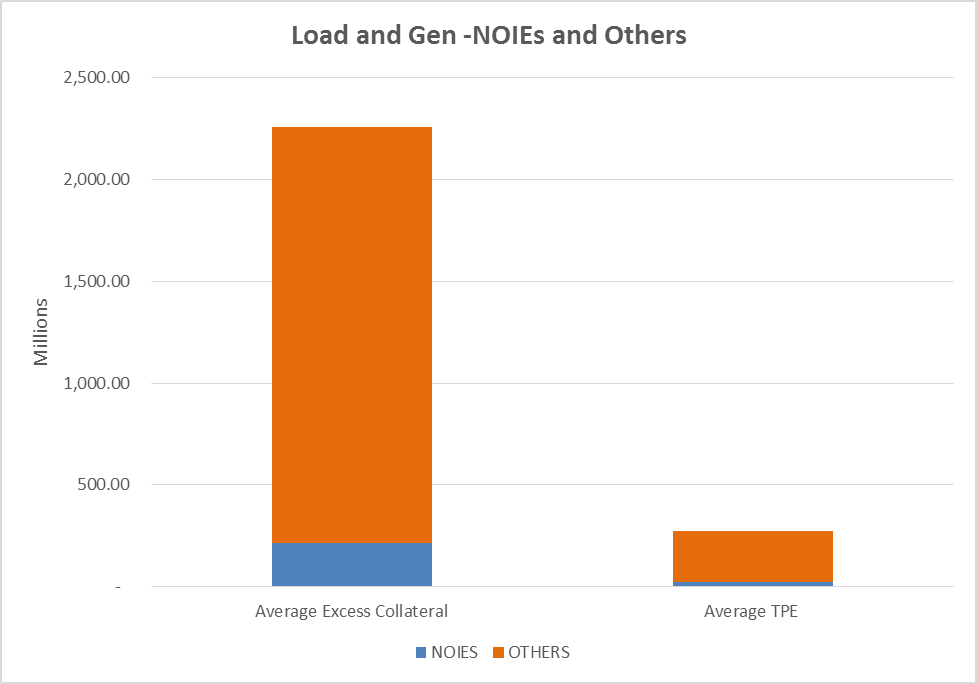 Load and Gen -NOIEs and Others
2,500.00
2,000.00
1,500.00
1,000.00
500.00
-
Millions
Average Excess Collateral
Average TPE
NOIES OTHERS